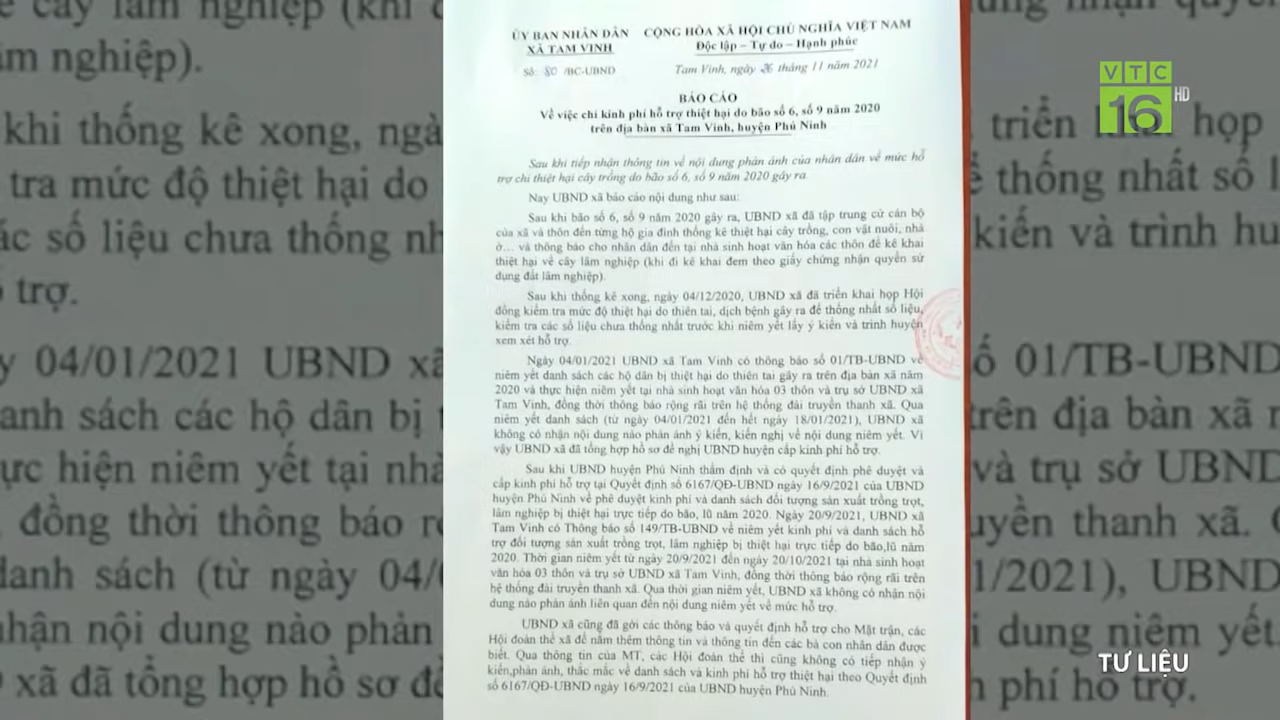 ỦY BAN NHÂN DÂN
XÃ TAM VINH
CỘNG HÒA XÃ HỘI CHỦ NGHĨA VIỆT NAM
Độc lập – Tự do – Hạnh phúc
Số: 80 /BC-UBND
Tam Vinh, ngày 26 tháng 11 năm 2021
BÁO CÁO
Về việc chi kinh phí hỗ trợ thiệt hại do bão số 6, số 9 năm 2020
trên địa bàn xã Tam Vinh, huyện Phú Ninh
Sau khi tiếp nhận thông tin về nội dung phản ánh của nhân dân về mức hỗ
trợ chi thiệt hại cây trồng do bão số 6, số 9 năm 2020 gây ra.
Nay UBND xã báo cáo nội dung như sau:
Sau khi bão số 6, số 9 năm 2020 gây ra, UBND xã đã tập trung cử cán bộ
của xã và thôn đến từng hộ gia đình thống kê thiệt hại cây trồng, con vật nuôi, nhà
ở… và thông báo cho nhân dân đến tại nhà sinh hoạt văn hóa các thôn để kê khai
thiệt hại về cây lâm nghiệp (khi đi kê khai đem theo giấy chứng nhận quyền sử
dụng đất lâm nghiệp).
Sau khi thống kê xong, ngày 04/12/2020, UBND xã đã triển khai họp Hội
đồng kiểm tra mức độ thiệt hại do thiên tai, dịch bệnh gây ra để thống nhất số liệu,
kiểm tra các số liệu chưa thống nhất trước khi niêm yết lấy ý kiến và trình huyện
xem xét hỗ trợ.
Ngày 04/01/2021 UBND xã Tam Vinh có thông báo số 01/TB-UBND về
niêm yết danh sách các hộ dân bị thiệt hại do thiên tai gây ra trên địa bàn xã năm
2020 và thực hiện niêm yết tại nhà sinh hoạt văn hóa 03 thôn và trụ sở UBND xã
Tam Vinh, đồng thời thông báo rộng rãi trên hệ thống đài truyền thanh xã. Qua
niêm yết danh sách (từ ngày 04/01/2021 đến hết ngày 18/01/2021), UBND xã
không có nhận nội dung nào phản ánh ý kiến, kiến nghị về nội dung niêm yết. Vì
vậy UBND xã đã tổng hợp hồ sơ đề nghị UBND huyện cấp kinh phí hỗ trợ.
Sau khi UBND huyện Phú Ninh thẩm định và có quyết định phê duyệt và
cấp kinh phí hỗ trợ tại Quyết định số 6167/QĐ-UBND ngày 16/9/2021 của UBND
huyện Phú Ninh về phê duyệt kinh phí và danh sách đối tượng sản xuất trồng trọt,
lâm nghiệp bị thiệt hại trực tiếp do bão, lũ năm 2020. Ngày 20/9/2021, UBND xã
Tam Vinh có Thông báo số 149/TB-UBND về niêm yết kinh phí và danh sách hỗ
trợ đối tượng sản xuất trồng trọt, lâm nghiệp bị thiệt hại trực tiếp do bão,lũ năm
2020. Thời gian niêm yết từ ngày 20/9/2021 đến ngày 20/10/2021 tại nhà sinh hoạt
văn hóa 03 thôn và trụ sở UBND xã Tam Vinh, đồng thời thông báo rộng rãi trên
hệ thống đài truyền thanh xã. Qua thời gian niêm yết, UBND xã không có nhận nội
dung nào phản ánh liên quan đến nội dung niêm yết về mức hỗ trợ.
UBND xã cũng đã gởi các thông báo và quyết định hỗ trợ cho Mặt trận, các
Hội đoàn thể xã để nắm thêm thông tin và thông tin đến các bà con nhân dân được
biết. Qua thông tin của MT, các Hội đoàn thể thì cũng không có tiếp nhận ý
kiến,phản ánh, thắc mắc về danh sách và kinh phí hỗ trợ thiệt hại theo Quyết định
số 6167/QĐ-UBND ngày 16/9/2021 của UBND huyện Phú Ninh.
VTC
16 HD
TƯ LIỆU